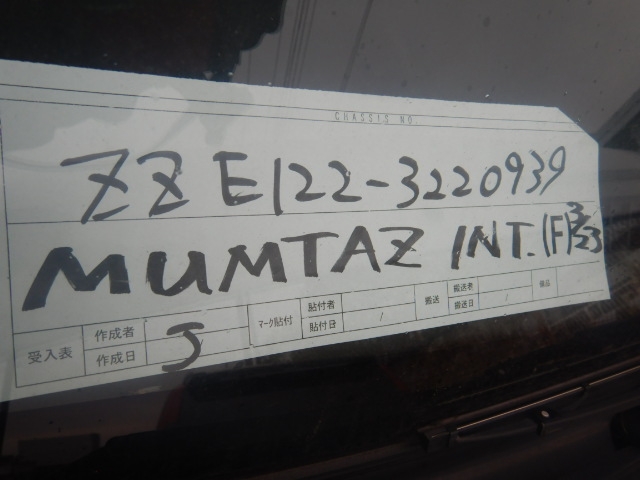 CHASSIS NO.
ZZE122-3220939
MUMTAZ INT. (F)
受入表 作成者 J マーク貼付 貼付者 搬送 搬送者 備品
作成日 貼付日 / 搬送日 /